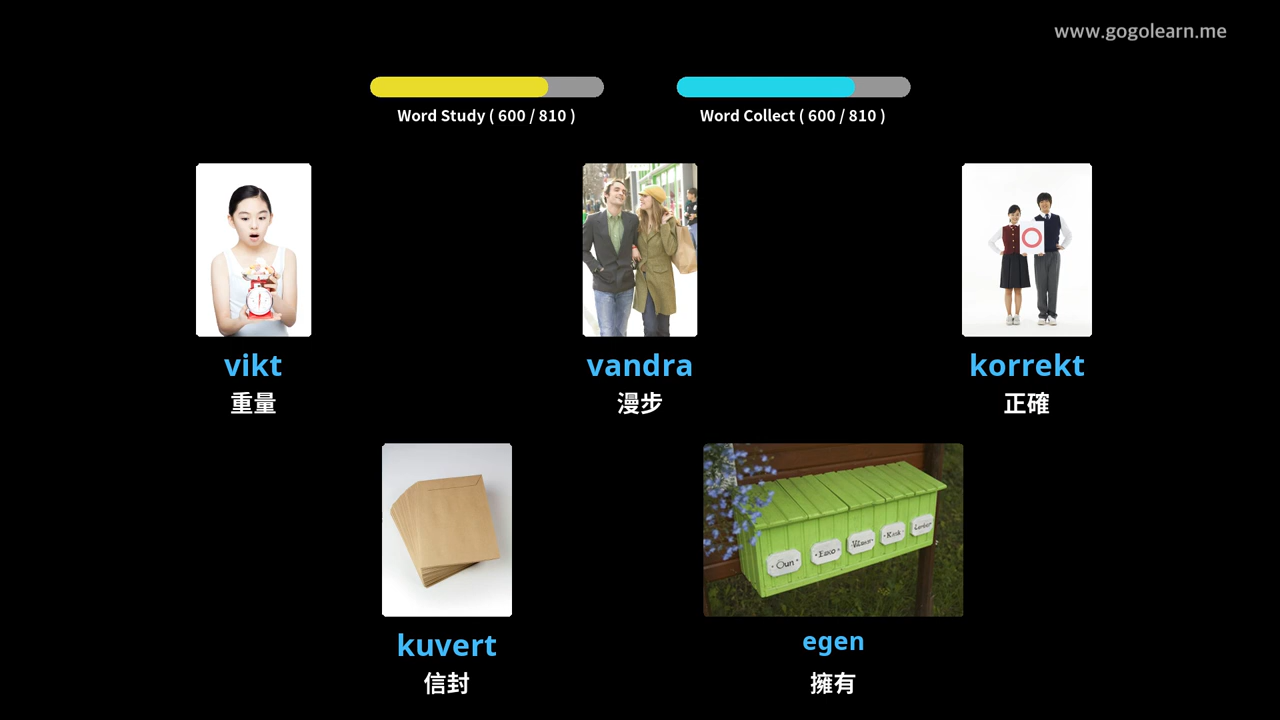 www.gogolearn.me
Word Study ( 600 / 810 )
Word Collect ( 600 / 810 )
vikt
重量
vandra
漫步
korrekt
正確
kuvert
信封
egen
擁有